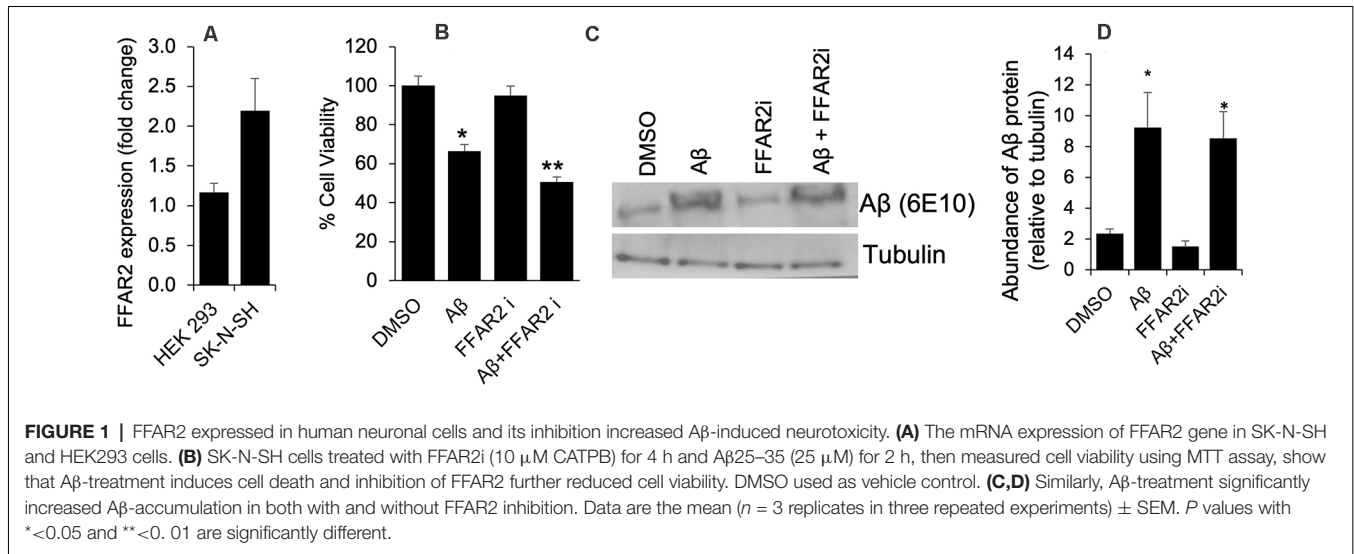 A
FFAR2 expression (fold change)
3.0
2.5
2.0
1.5
1.0
0.5
0.0
HEK 293
SK-N-SH
B
% Cell Viability
120
100
80
60
40
20
0
*
**
DMSO
Aβ
FFAR2 i
Aβ+FFAR2 i
C
DMSO
Aβ
FFAR2i
Aβ + FFAR2i
Aβ (6E10)
Tubulin
D
Abundance of Aβ protein
(relative to tubulin)
14
12
10
8
6
4
2
0
*
*
DMSO
Aβ
FFAR2i
Aβ+FFAR2i
FIGURE 1 | FFAR2 expressed in human neuronal cells and its inhibition increased Aβ-induced neurotoxicity. (A) The mRNA expression of FFAR2 gene in SK-N-SH
and HEK293 cells. (B) SK-N-SH cells treated with FFAR2i (10 μM CATPB) for 4 h and Aβ25–35 (25 μM) for 2 h, then measured cell viability using MTT assay, show
that Aβ-treatment induces cell death and inhibition of FFAR2 further reduced cell viability. DMSO used as vehicle control. (C,D) Similarly, Aβ-treatment significantly
increased Aβ-accumulation in both with and without FFAR2 inhibition. Data are the mean (n = 3 replicates in three repeated experiments) ± SEM. P values with
*<0.05 and **<0. 01 are significantly different.